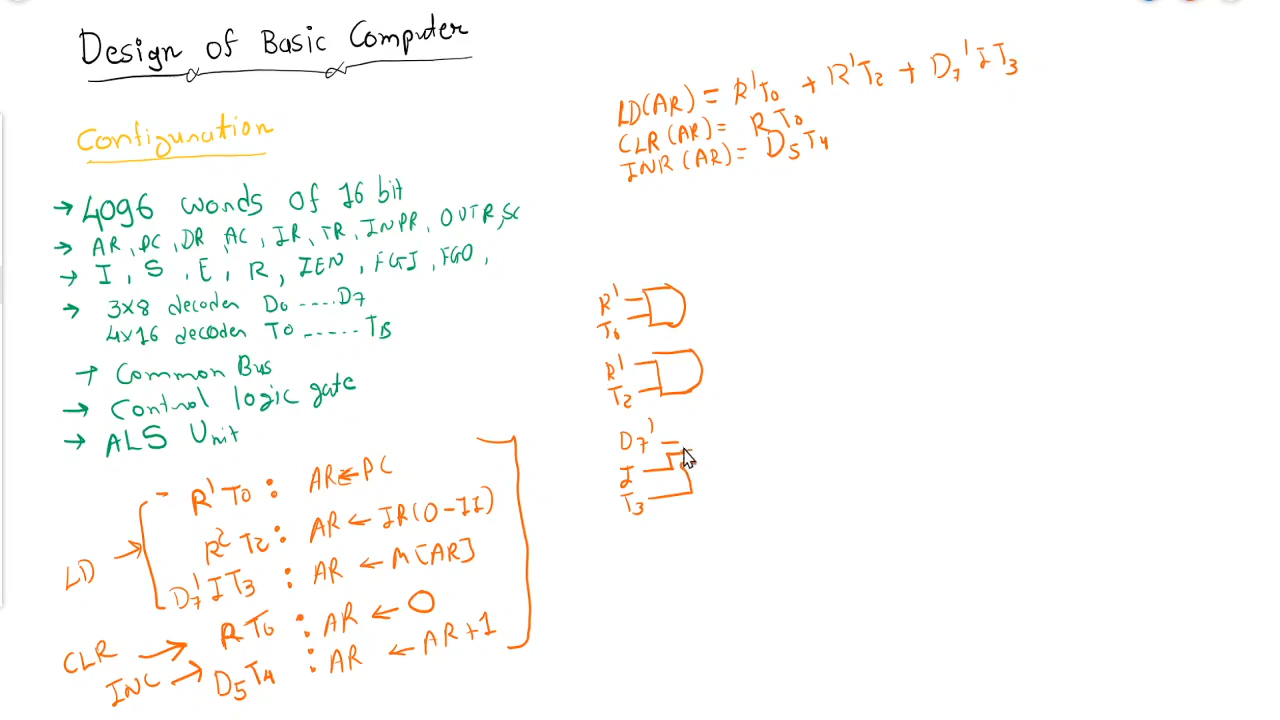 Design of Basic Computer
Configunation
→ 4096 words of 16 bit
→ AR, PC, DR, AC, IR, TR, INPR, OUTR, SC
→ I, S, E, R, IEN, FGI, FGO,
→ 3x8 decoder D0 ....D7
4x16 decoder T0 ...... T15
→ Common Bus
→ Control logic gate
→ ALS Unit
LD → R'T0 : AR ← PC
R'T2 : AR ← IR(0-11)
D7'IT3 : AR ← M[AR]
CLR → RT0 : AR ← 0
INC → D5T4 : AR ← AR+1
LD(AR) = R'T0 + R'T2 + D7'IT3
CLR(AR) = RT0
INR(AR) = D5T4
R'
T0
R'
T2
D7'
I
T3